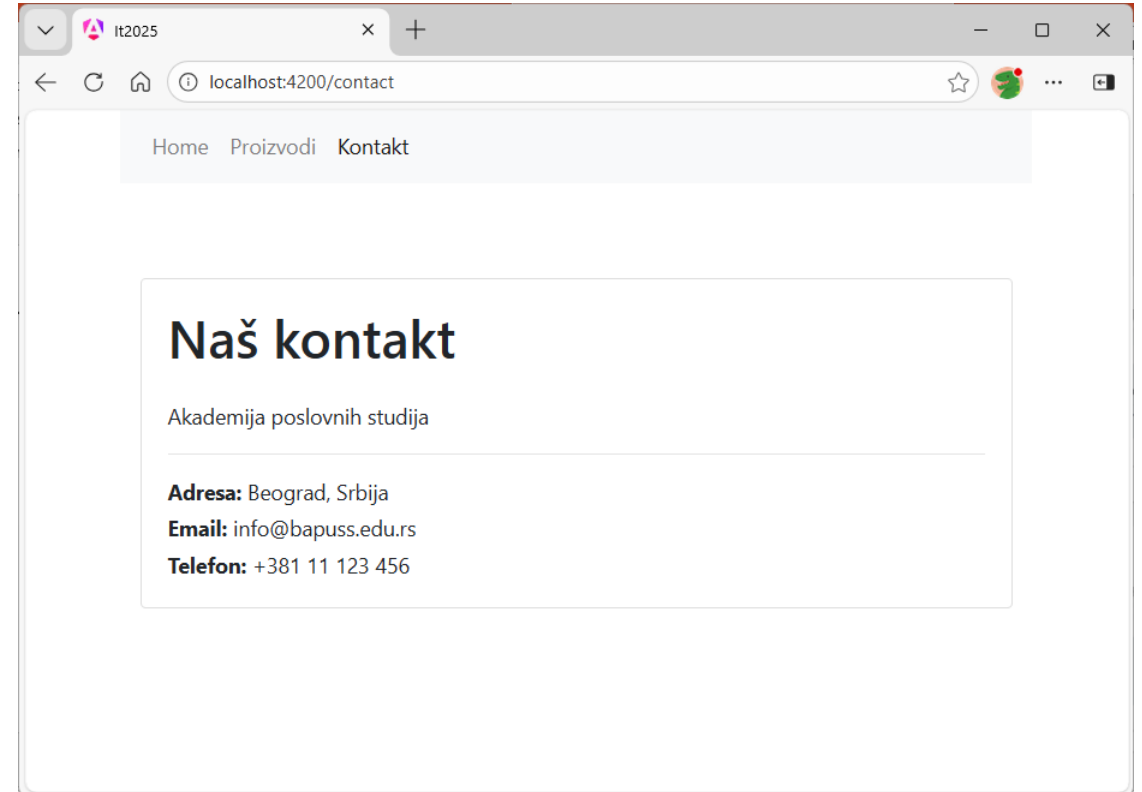 It2025
localhost:4200/contact
Home Proizvodi Kontakt
Naš kontakt
Akademija poslovnih studija
Adresa: Beograd, Srbija
Email: info@bapuss.edu.rs
Telefon: +381 11 123 456